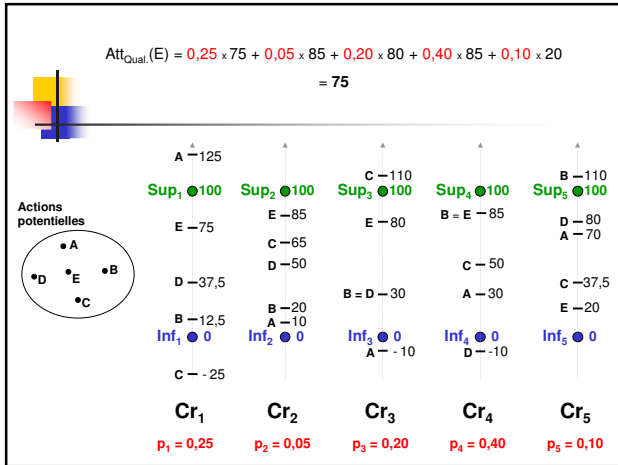 Att Qual.(E) = 0,25 x 75 + 0,05 x 85 + 0,20 x 80 + 0,40 x 85 + 0,10 x 20
= 75
Actions
potentielles
A
D
E
B
C
A 125
Sup1 100
E 75
D 37,5
B 12,5
Inf1 0
C - 25
Cr1
p1 = 0,25
Sup2 100
E 85
C 65
D 50
B 20
A 10
Inf2 0
Cr2
p2 = 0,05
C 110
Sup3 100
E 80
B = D 30
Inf3 0
A - 10
Cr3
p3 = 0,20
Sup4 100
B = E 85
C 50
A 30
Inf4 0
D -10
Cr4
p4 = 0,40
B 110
Sup5 100
D 80
A 70
C 37,5
E 20
Inf5 0
Cr5
p5 = 0,10